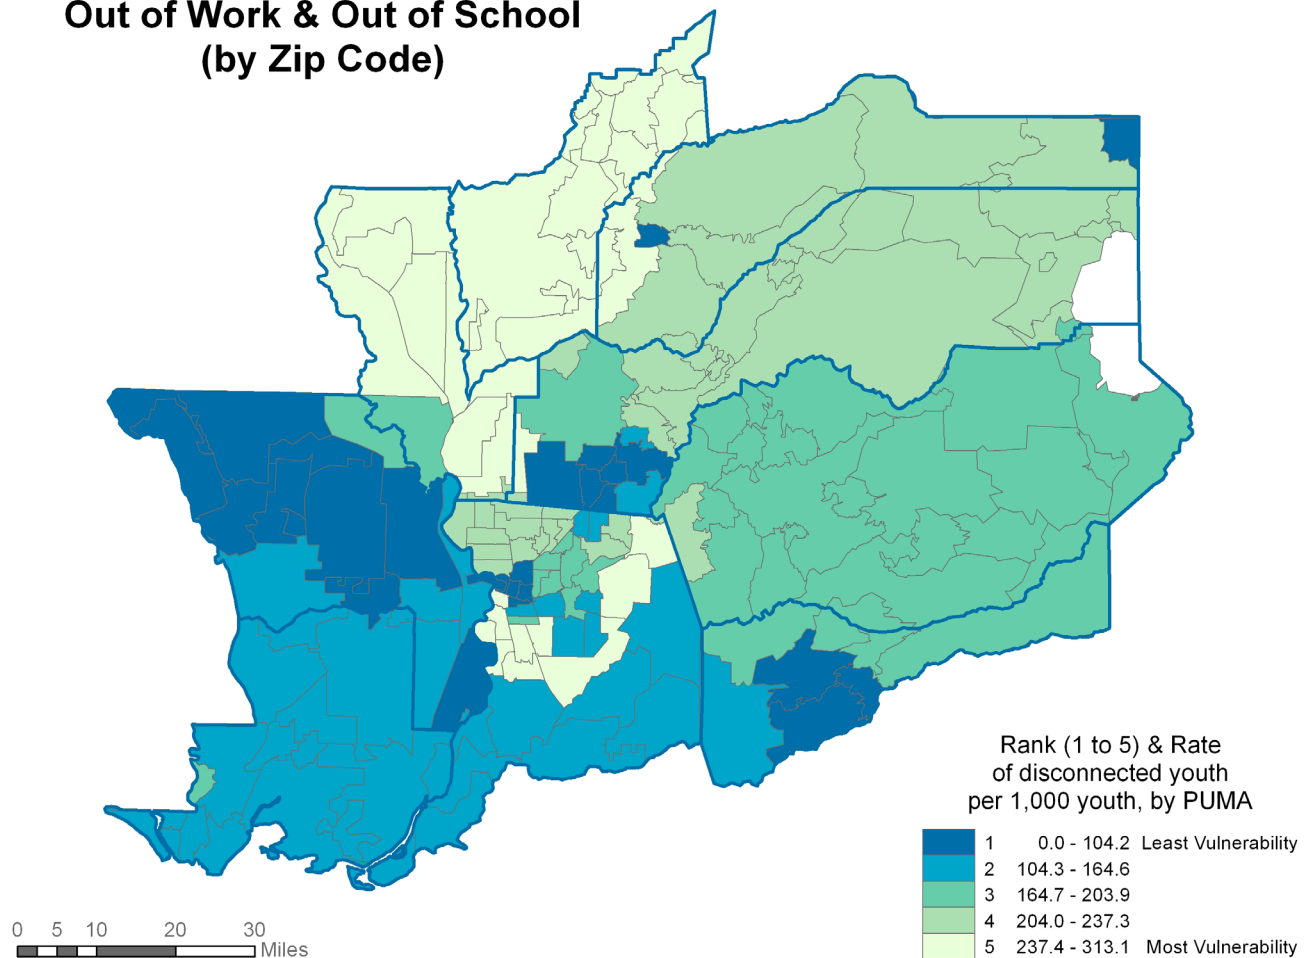 Out of Work & Out of School
(by Zip Code)
Rank (1 to 5) & Rate
of disconnected youth
per 1,000 youth, by PUMA
1 0.0 - 104.2 Least Vulnerability
2 104.3 - 164.6
3 164.7 - 203.9
4 204.0 - 237.3
5 237.4 - 313.1 Most Vulnerability
0 5 10 20 30
Miles